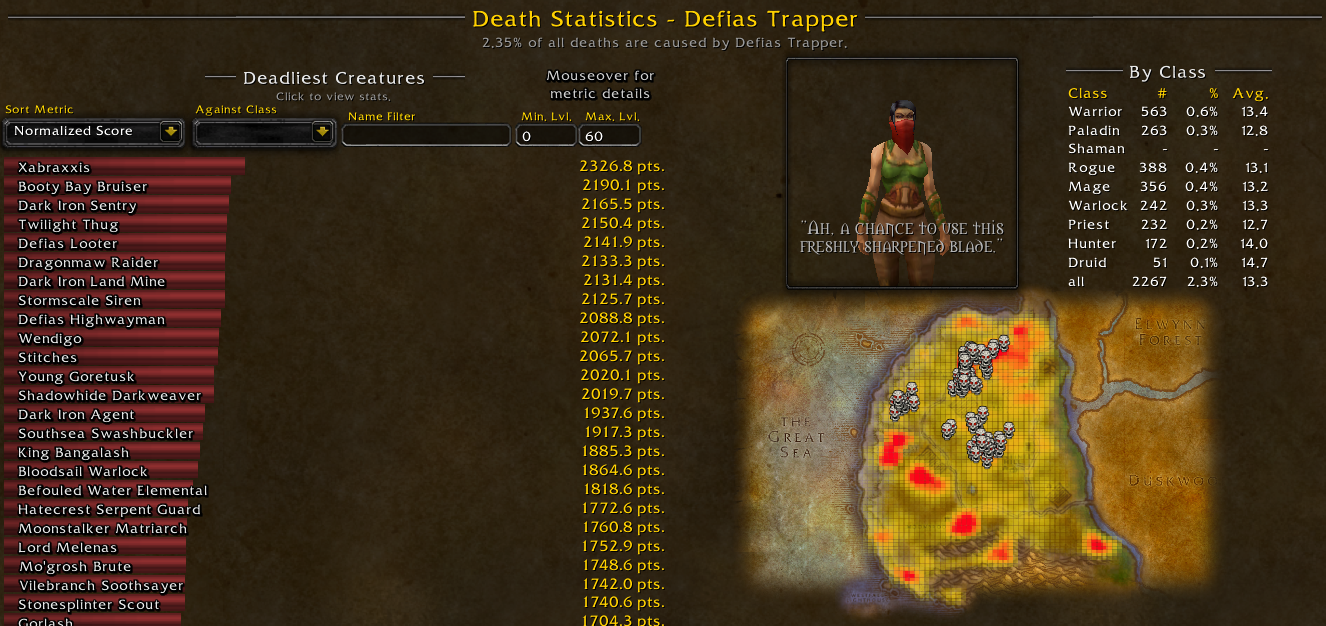 Death Statistics - Defias Trapper
2.35% of all deaths are caused by Defias Trapper.
Deadliest Creatures
Click to view stats.
Mouseover for
metric details
Sort Metric
Against Class
Name Filter
Min. Lvl.
Max. Lvl.
Normalized Score
0
60
Xabraxxis 2326.8 pts.
Booty Bay Bruiser 2190.1 pts.
Dark Iron Sentry 2165.5 pts.
Twilight Thug 2150.4 pts.
Defias Looter 2141.9 pts.
Dragonmaw Raider 2133.3 pts.
Dark Iron Land Mine 2131.4 pts.
Stormscale Siren 2125.7 pts.
Defias Highwayman 2088.8 pts.
Wendigo 2072.1 pts.
Stitches 2065.7 pts.
Young Goretusk 2020.1 pts.
Shadowhide Darkweaver 2019.7 pts.
Dark Iron Agent 1937.6 pts.
Southsea Swashbuckler 1917.3 pts.
King Bangalash 1885.3 pts.
Bloodsail Warlock 1864.6 pts.
Befouled Water Elemental 1818.6 pts.
Hatecrest Serpent Guard 1772.6 pts.
Moonstalker Matriarch 1760.8 pts.
Lord Melenas 1752.9 pts.
Mo'grosh Brute 1748.6 pts.
Vilebranch Soothsayer 1742.0 pts.
Stonesplinter Scout 1740.6 pts.
Gorlash 1704.3 pts.
"Ah, a chance to use this
freshly sharpened blade."
By Class
Class # % Avg.
Warrior 563 0.6% 13.4
Paladin 263 0.3% 12.8
Shaman - - -
Rogue 388 0.4% 13.1
Mage 356 0.4% 13.2
Warlock 242 0.3% 13.3
Priest 232 0.2% 12.7
Hunter 172 0.2% 14.0
Druid 51 0.1% 14.7
all 2267 2.3% 13.3
Elwynn
Forest
The
Great
Sea